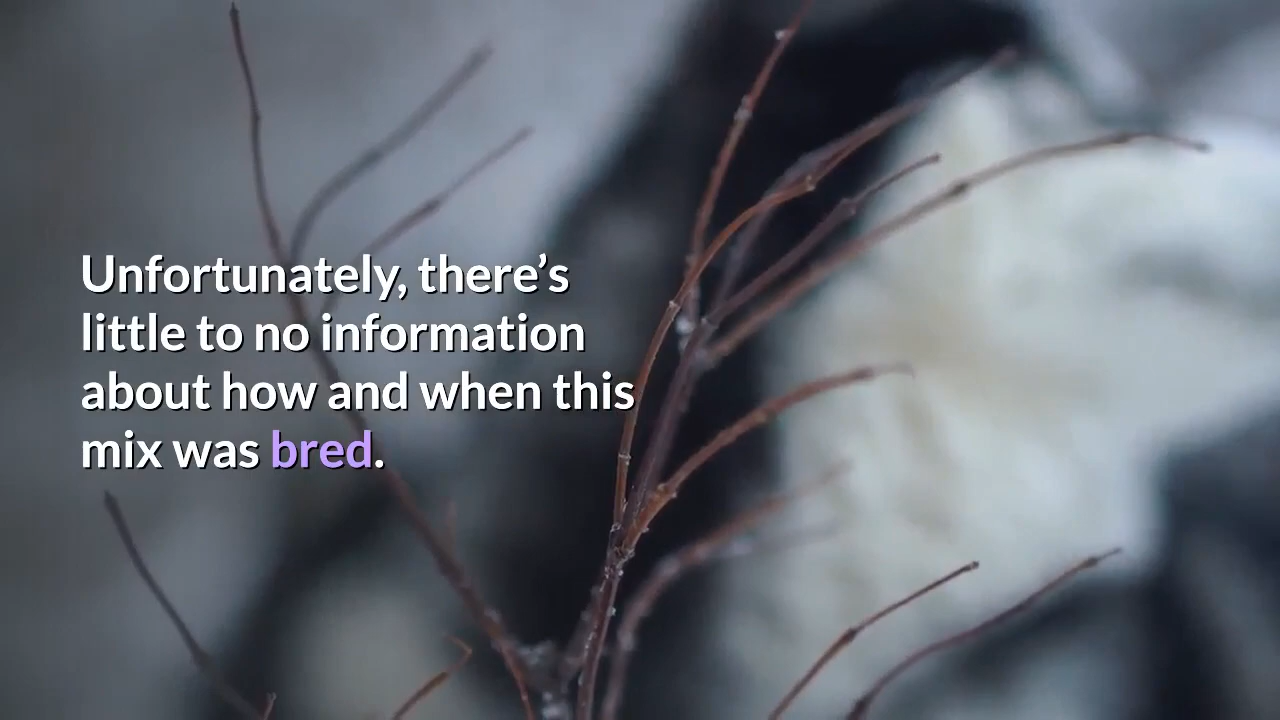 Unfortunately, there’s
little to no information
about how and when this
mix was bred.